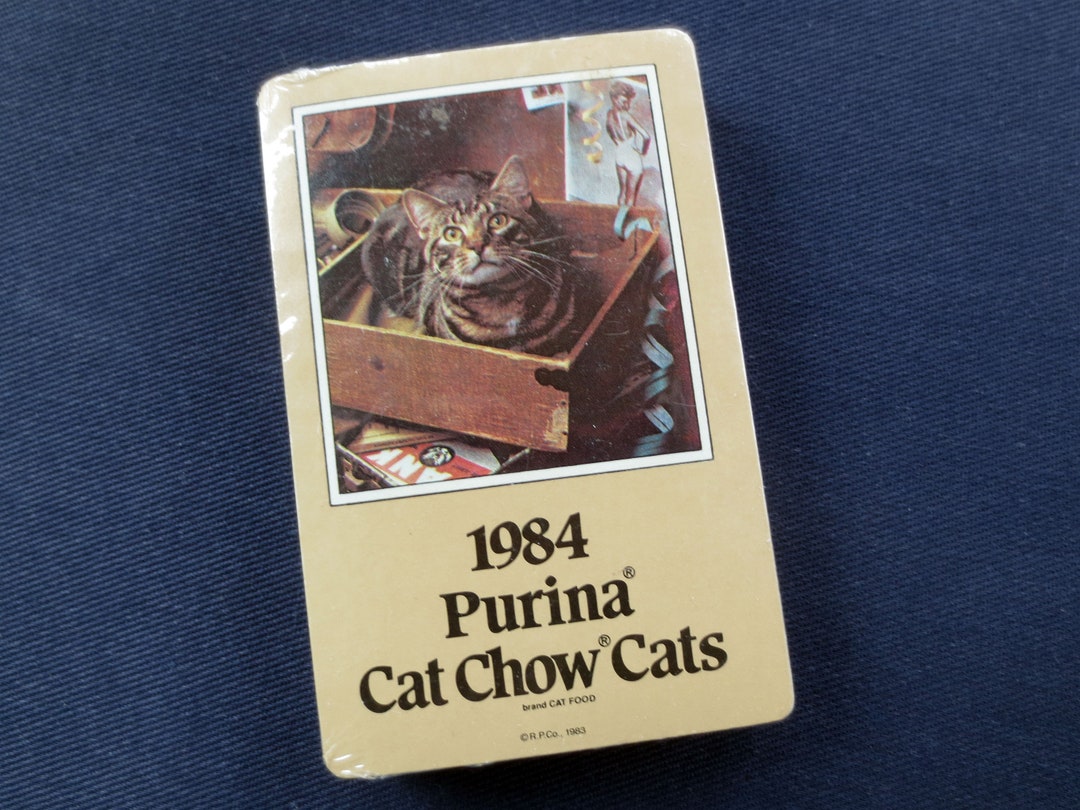 1984
Purina®
Cat Chow® Cats
brand CAT FOOD
© R.P.Co., 1983